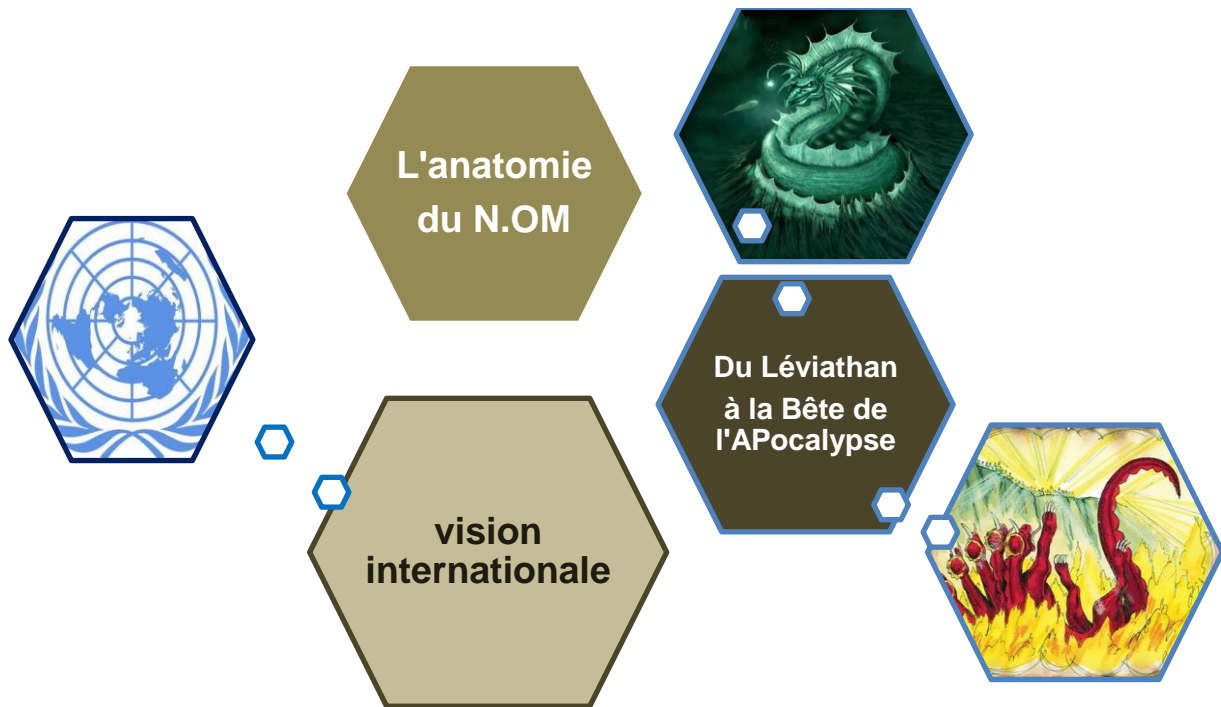 L'anatomie
du N.OM
Du Léviathan
à la Bête de
l'APocalypse
vision
internationale